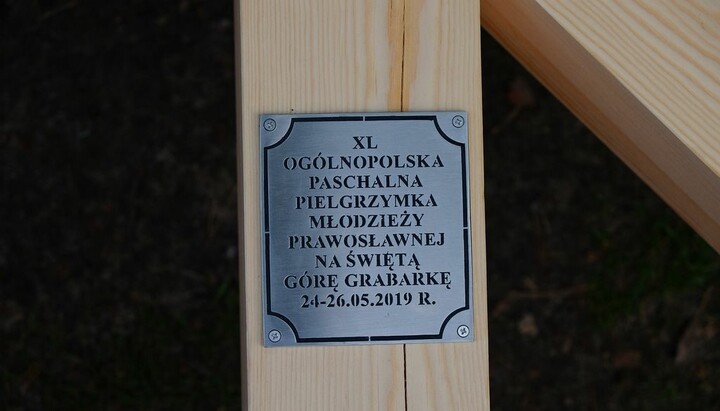 XL
OGÓLNOPOLSKA
PASCHALNA
PIELGRZYMKA
MŁODZIEŻY
PRAWOSŁAWNEJ
NA ŚWIĘTĄ
GÓRĘ GRABARKĘ
24-26.05.2019 R.